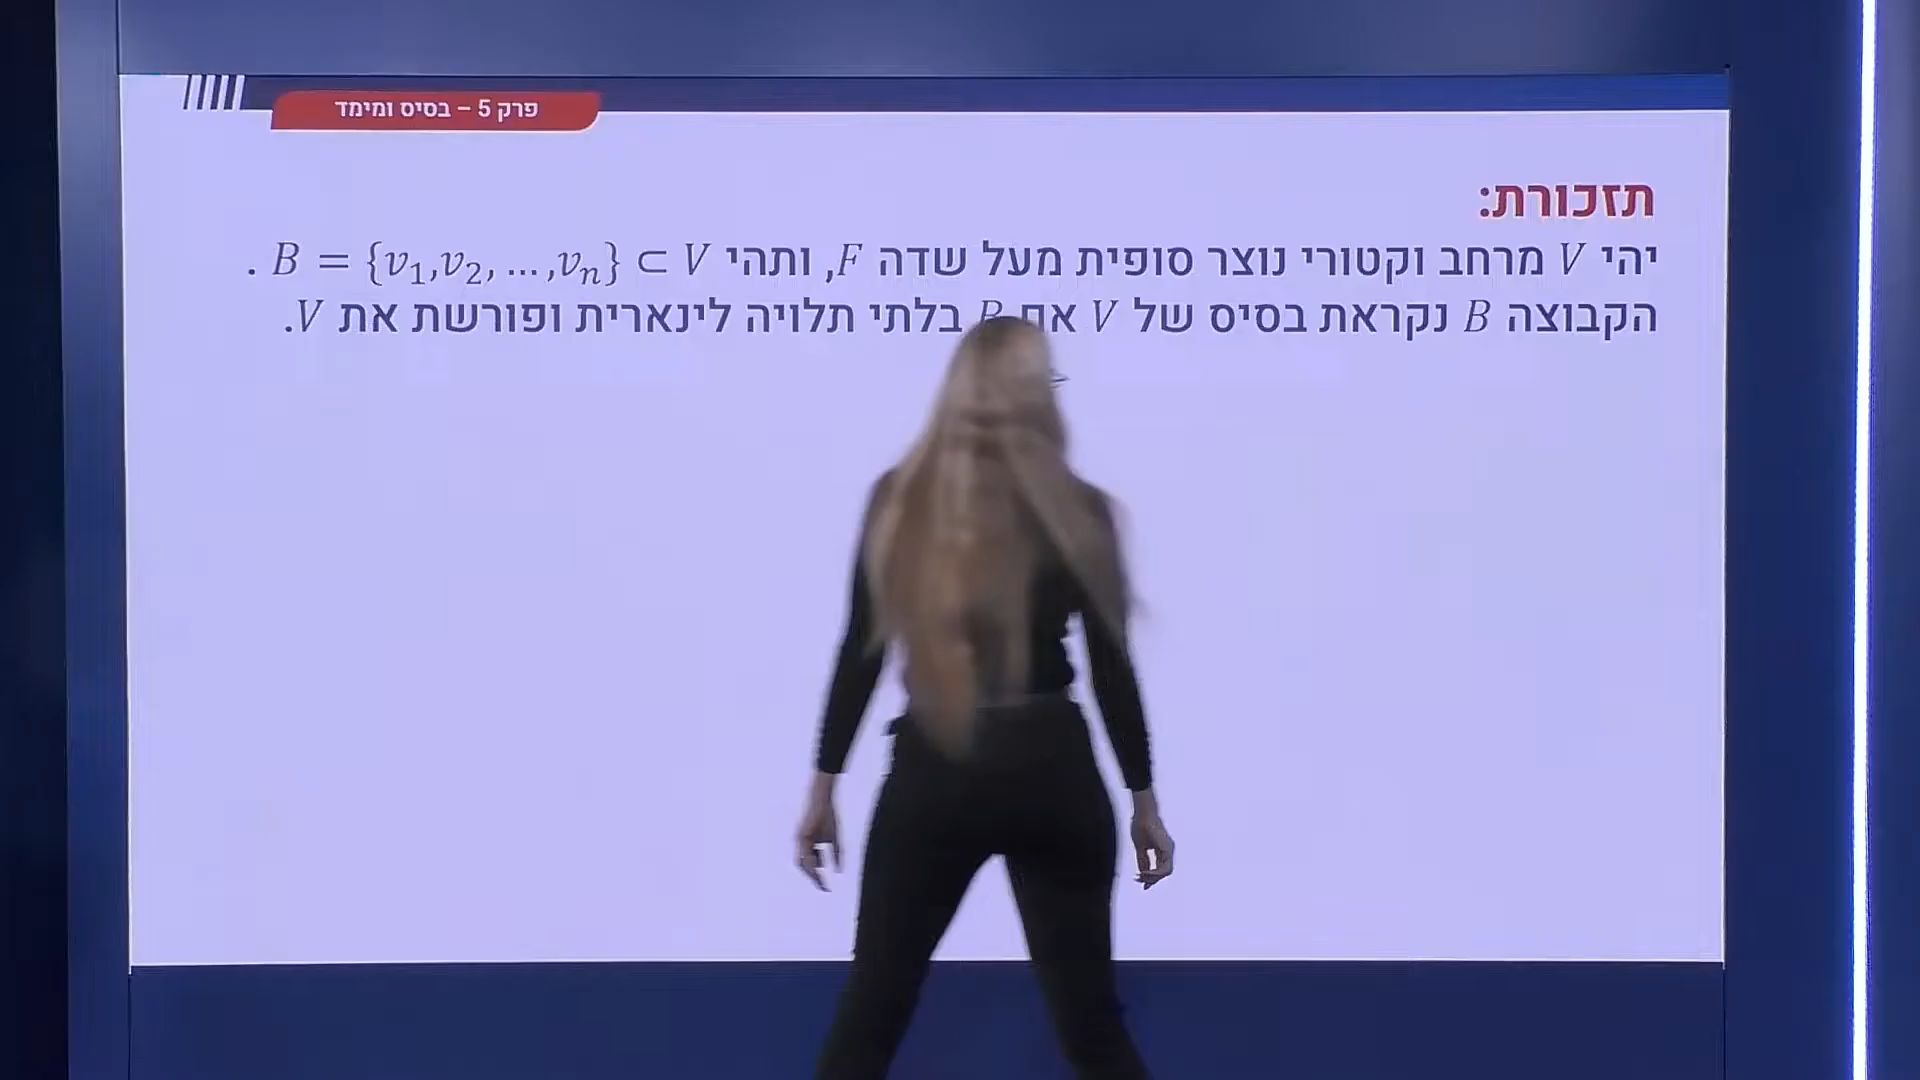 פרק 5 – בסיס ומימד
תזכורת:
יהי V מרחב וקטורי נוצר סופית מעל שדה F, ותהי B = {v₁,v₂, … ,vₙ} ⊂ V .
הקבוצה B נקראת בסיס של V אם B בלתי תלויה לינארית ופורשת את V.